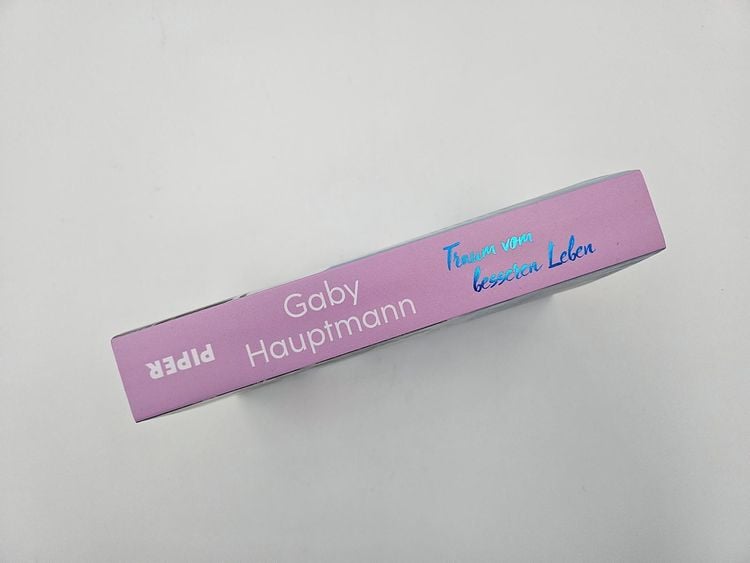 PIPER
Gaby
Hauptmann
Traum vom
besseren Leben